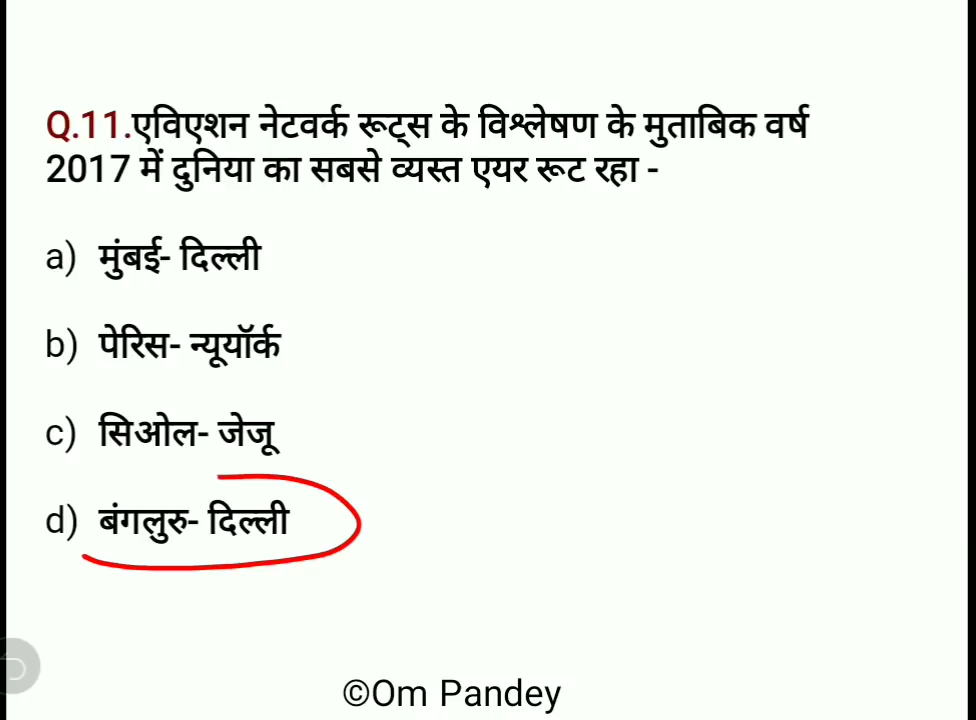 Q.11.एविएशन नेटवर्क रूट्स के विश्लेषण के मुताबिक वर्ष
2017 में दुनिया का सबसे व्यस्त एयर रूट रहा -
a) मुंबई- दिल्ली
b) पेरिस- न्यूयॉर्क
c) सिओल- जेजू
d) बंगलुरु- दिल्ली
©Om Pandey